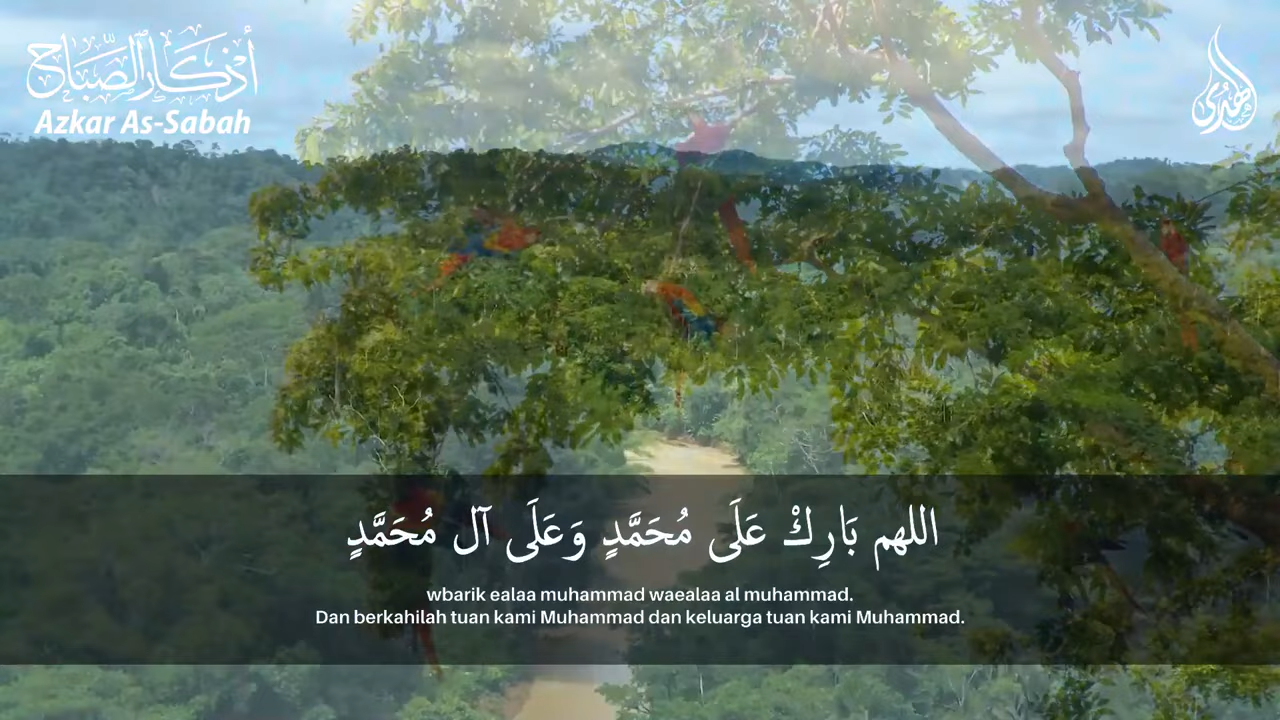 أذكار الصباح
Azkar As-Sabah
الهدى
اللهم بَارِكْ عَلَى مُحَمَّدٍ وَعَلَى آل مُحَمَّدٍ
wbarik ealaa muhammad waealaa al muhammad.
Dan berkahilah tuan kami Muhammad dan keluarga tuan kami Muhammad.